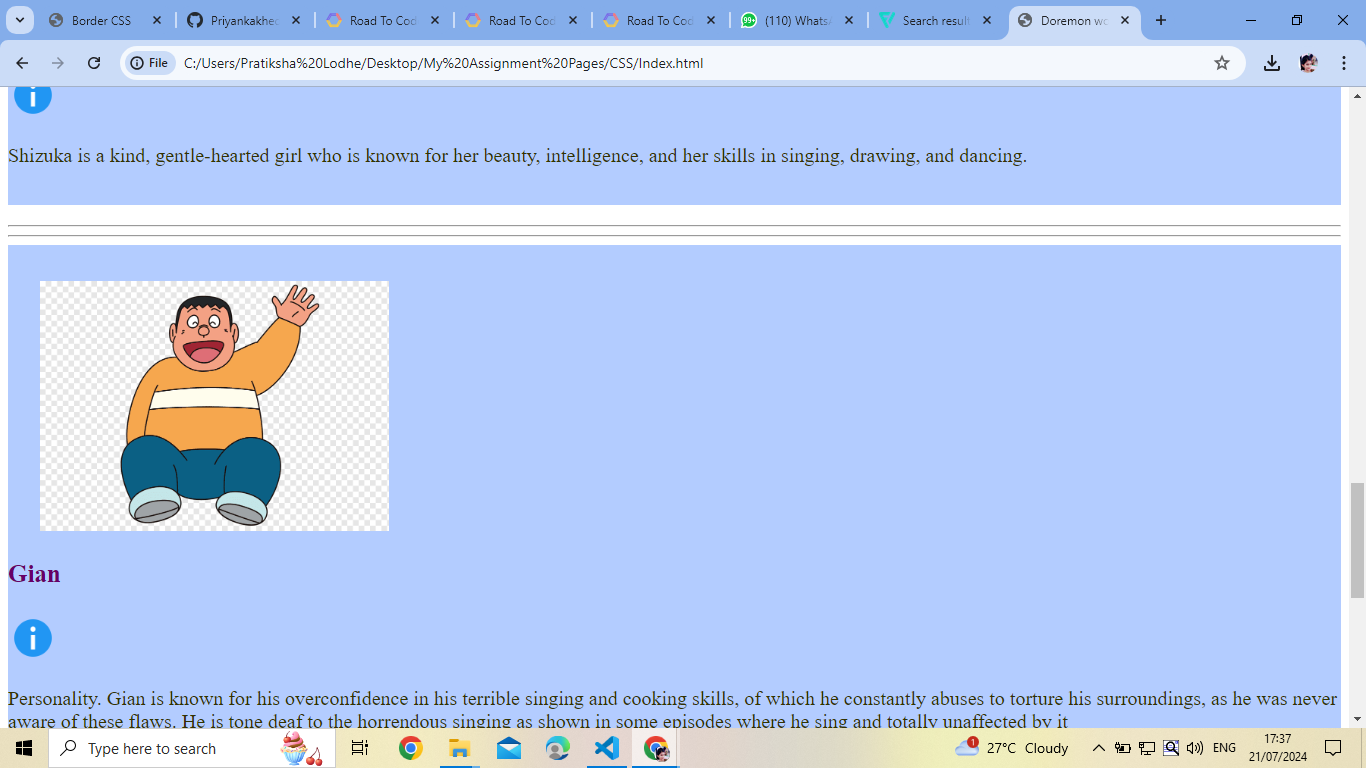 Border CSS
Priyankakhec
Road To Cod
Road To Cod
Road To Cod
99+
(110) Whats
Search result
Doremon wo
File
C:/Users/Pratiksha%20Lodhe/Desktop/My%20Assignment%20Pages/CSS/Index.html
i
Shizuka is a kind, gentle-hearted girl who is known for her beauty, intelligence, and her skills in singing, drawing, and dancing.
Gian
i
Personality. Gian is known for his overconfidence in his terrible singing and cooking skills, of which he constantly abuses to torture his surroundings, as he was never
aware of these flaws. He is tone deaf to the horrendous singing as shown in some episodes where he sing and totally unaffected by it
Type here to search
1
27°C Cloudy
ENG
17:37
21/07/2024